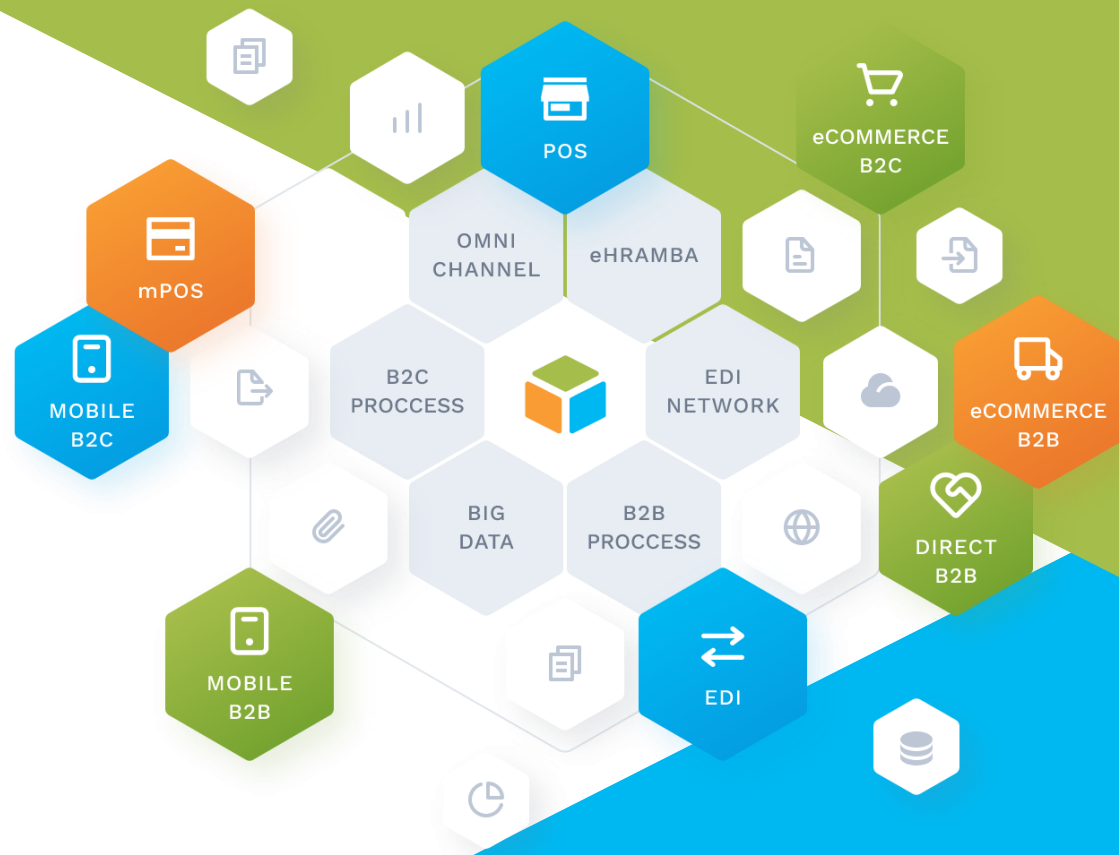 POS
eCOMMERCE
B2C
OMNI
CHANNEL
eHRAMBA
mPOS
B2C
PROCCESS
EDI
NETWORK
MOBILE
B2C
eCOMMERCE
B2B
BIG
DATA
B2B
PROCCESS
DIRECT
B2B
MOBILE
B2B
EDI